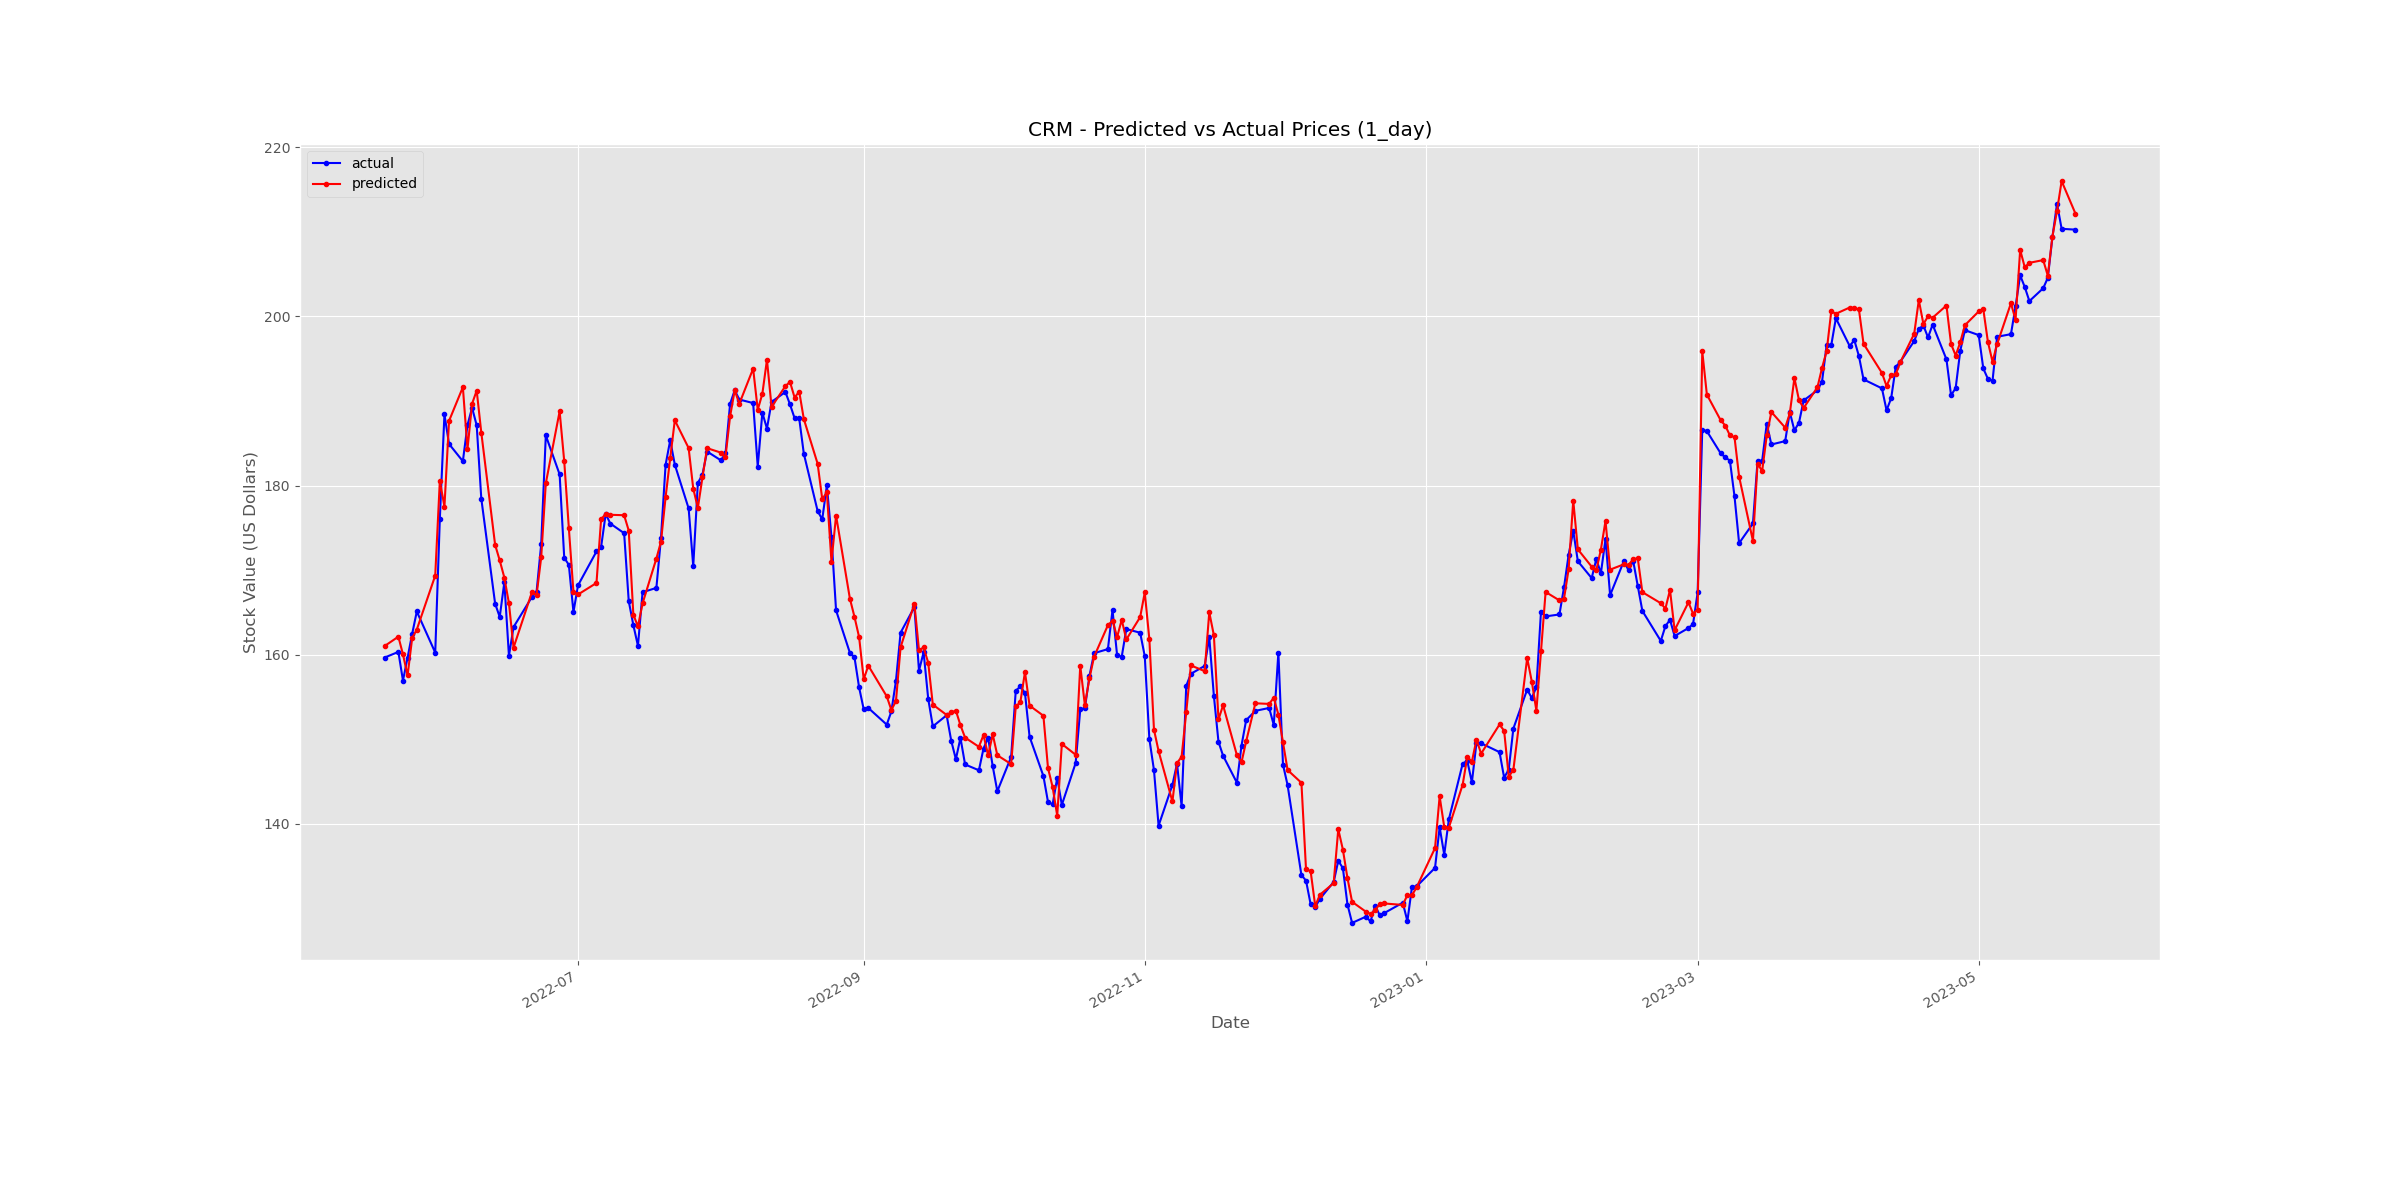 CRM - Predicted vs Actual Prices (1_day)
actual
predicted
Stock Value (US Dollars)
220
200
180
160
140
2022-07
2022-09
2022-11
2023-01
2023-03
2023-05
Date